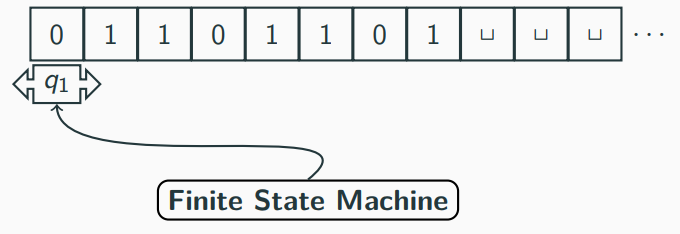 0 1 1 0 1 1 0 1 ␣ ␣ ␣ ···
q₁
Finite State Machine